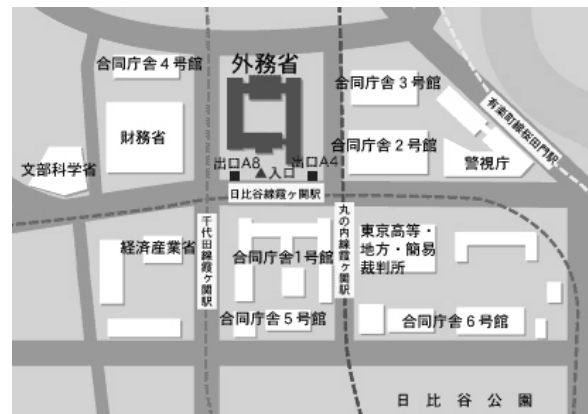 外務省
合同庁舎4号館
合同庁舎3号館
有楽町線桜田門駅
財務省
合同庁舎2号館
文部科学省
出口A8
▲入口
出口A4
警視庁
日比谷線霞ヶ関駅
千代田線霞ヶ関駅
丸の内線霞ヶ関駅
経済産業省
合同庁舎1号館
東京高等・
地方・簡易
裁判所
合同庁舎5号館
合同庁舎6号館
日比谷公園